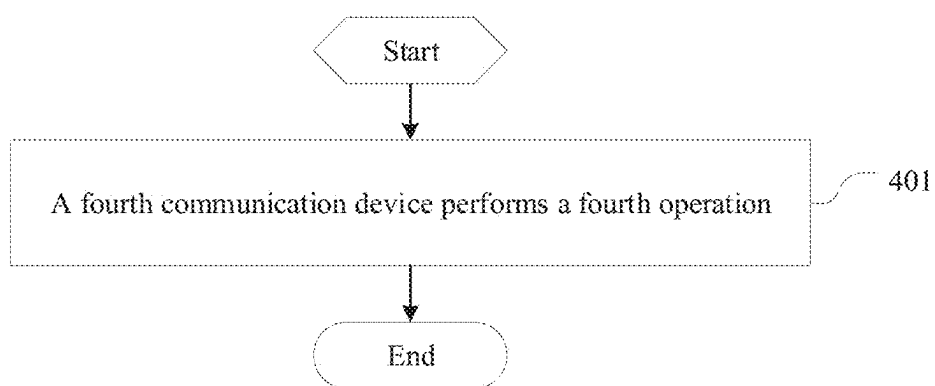 Start
A fourth communication device performs a fourth operation
401
End